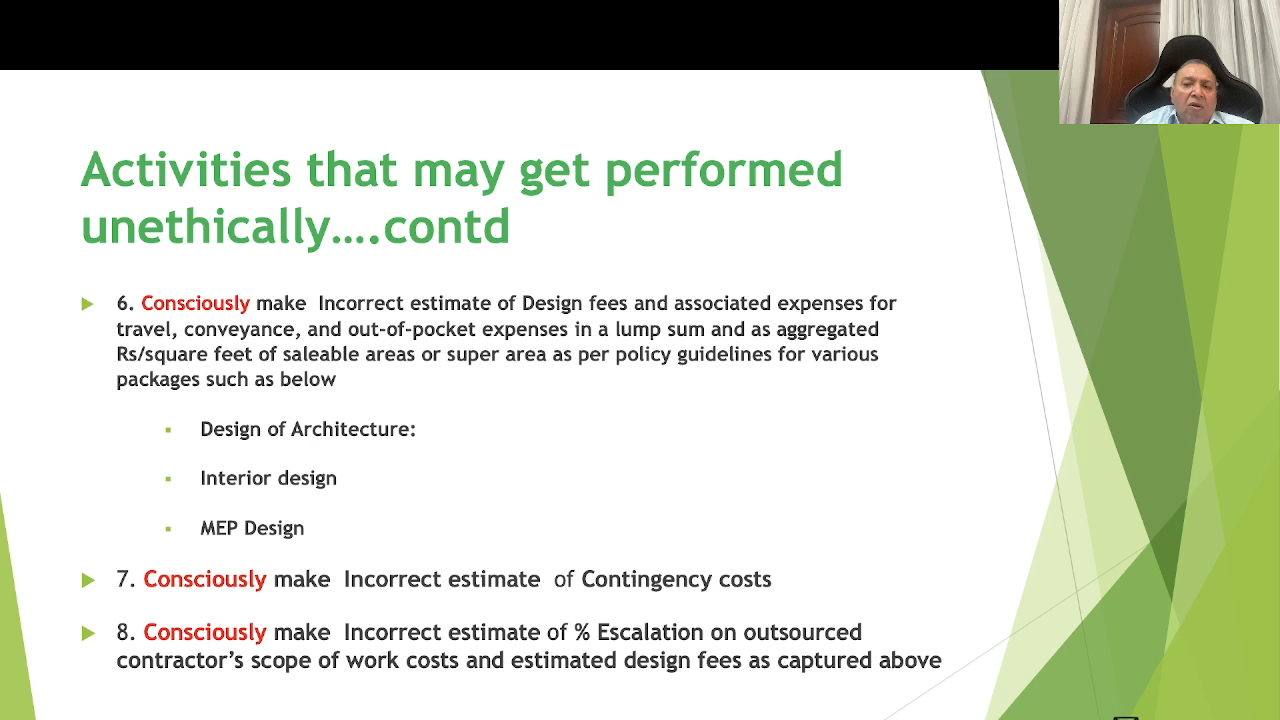 Activities that may get performed
unethically....contd
6. Consciously make Incorrect estimate of Design fees and associated expenses for
travel, conveyance, and out-of-pocket expenses in a lump sum and as aggregated
Rs/square feet of saleable areas or super area as per policy guidelines for various
packages such as below
Design of Architecture:
Interior design
MEP Design
7. Consciously make Incorrect estimate of Contingency costs
8. Consciously make Incorrect estimate of % Escalation on outsourced
contractor's scope of work costs and estimated design fees as captured above